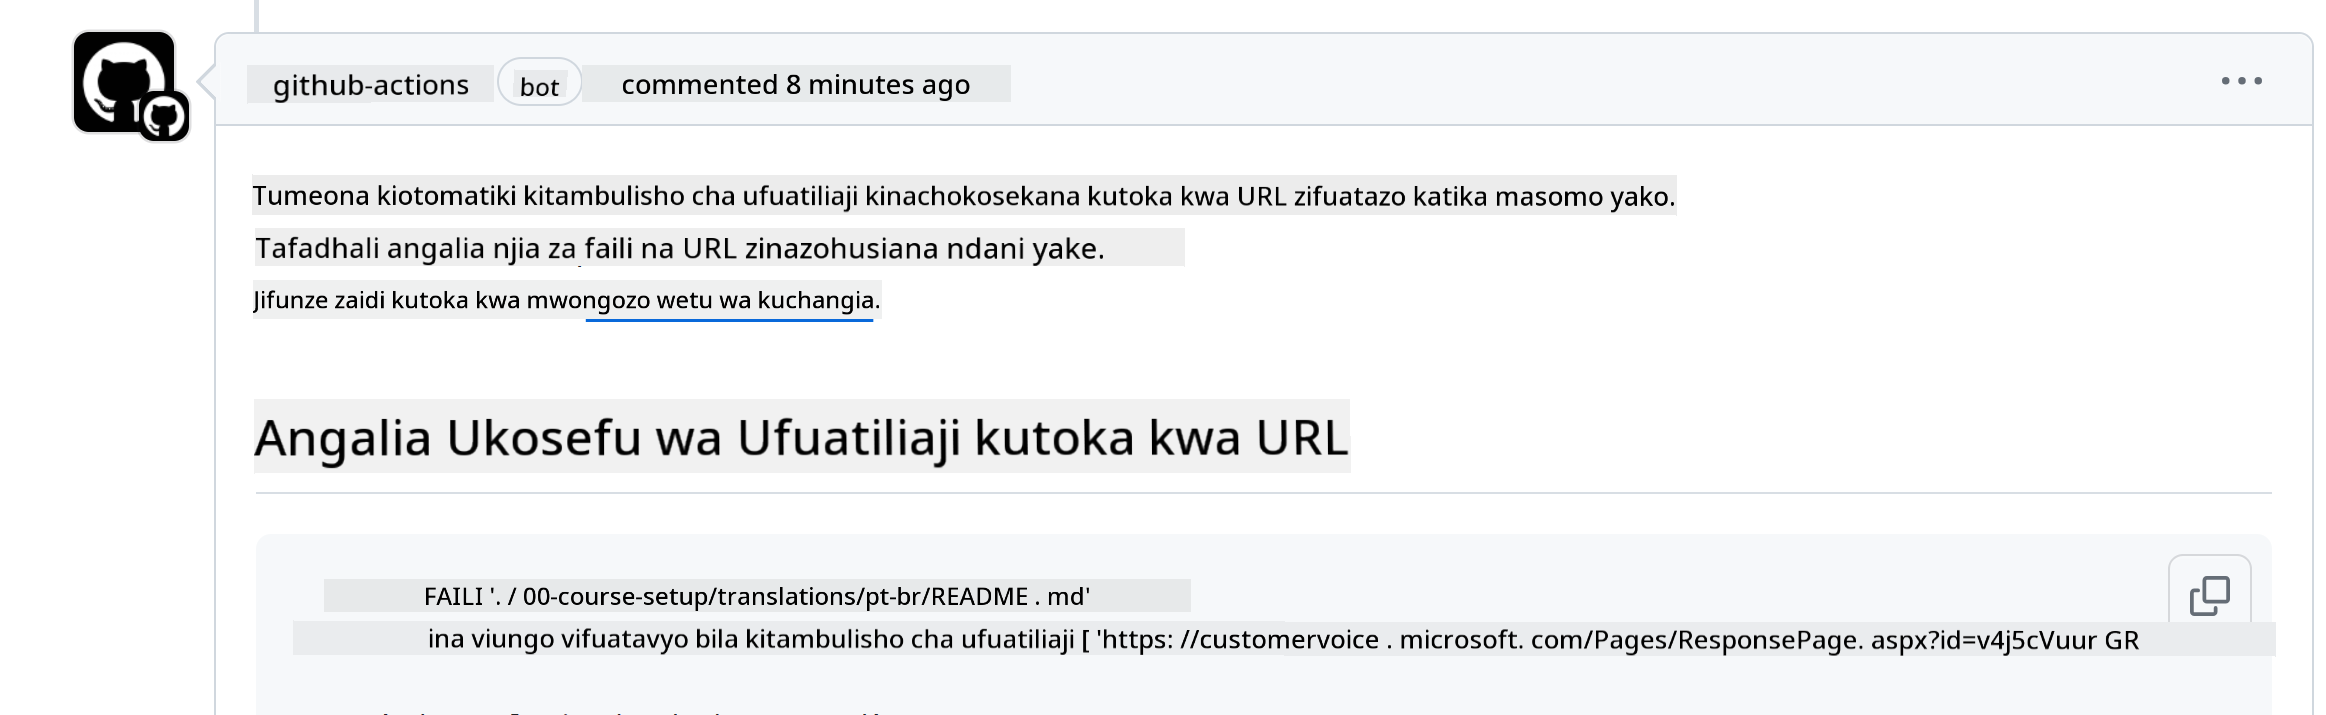 github-actions bot commented 8 minutes ago
Tumeona kiotomatiki kitambulisho cha ufuatiliaji kinachokosekana kutoka kwa URL zifuatazo katika masomo yako.
Tafadhali angalia njia za faili na URL zinazohusiana ndani yake.
Jifunze zaidi kutoka kwa mwongozo wetu wa kuchangia.
Angalia Ukosefu wa Ufuatiliaji kutoka kwa URL
FAILI '. / 00-course-setup/translations/pt-br/README . md'
ina viungo vifuatavyo bila kitambulisho cha ufuatiliaji [ 'https: //customervoice . microsoft. com/Pages/ResponsePage. aspx?id=v4j5cVuur GR